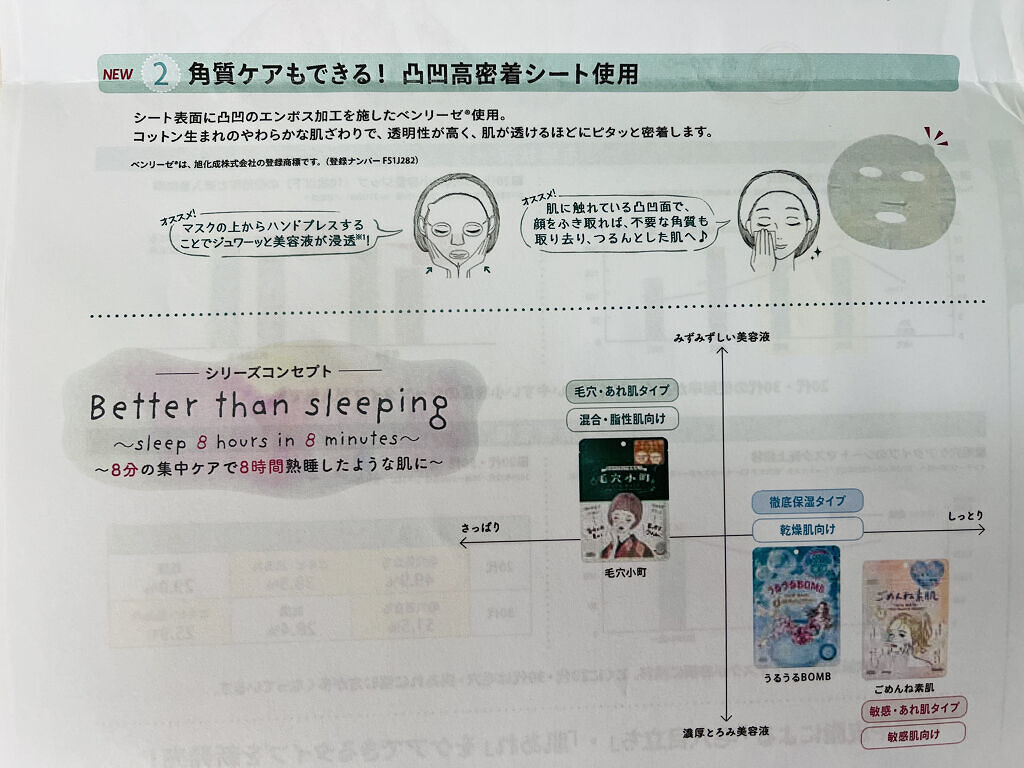 NEW 2 角質ケアもできる! 凸凹高密着シート使用
シート表面に凸凹のエンボス加工を施したベンリーゼ®使用。
コットン生まれのやわらかな肌ざわりで、透明性が高く、肌が透けるほどにピタッと密着します。
ベンリーゼ®は、旭化成株式会社の登録商標です。(登録ナンバー FS1J282)
オススメ!
マスクの上からハンドプレスする
ことでジュワーッと美容液が浸透※1!
オススメ!
肌に触れている凸凹面で、
顔をふき取れば、不要な角質も
取り去り、つるんとした肌へ♪
シリーズコンセプト
Better than sleeping
〜sleep 8 hours in 8 minutes〜
〜8分の集中ケアで8時間熟睡したような肌に〜
みずみずしい美容液
毛穴・あれ肌タイプ
混合・脂性肌向け
毛穴小町
毛穴小町
さっぱり
しっとり
徹底保湿タイプ
乾燥肌向け
うるうるBOMB
うるうるBOMB
ごめんね素肌
ごめんね素肌
敏感・あれ肌タイプ
敏感肌向け
濃厚とろみ美容液